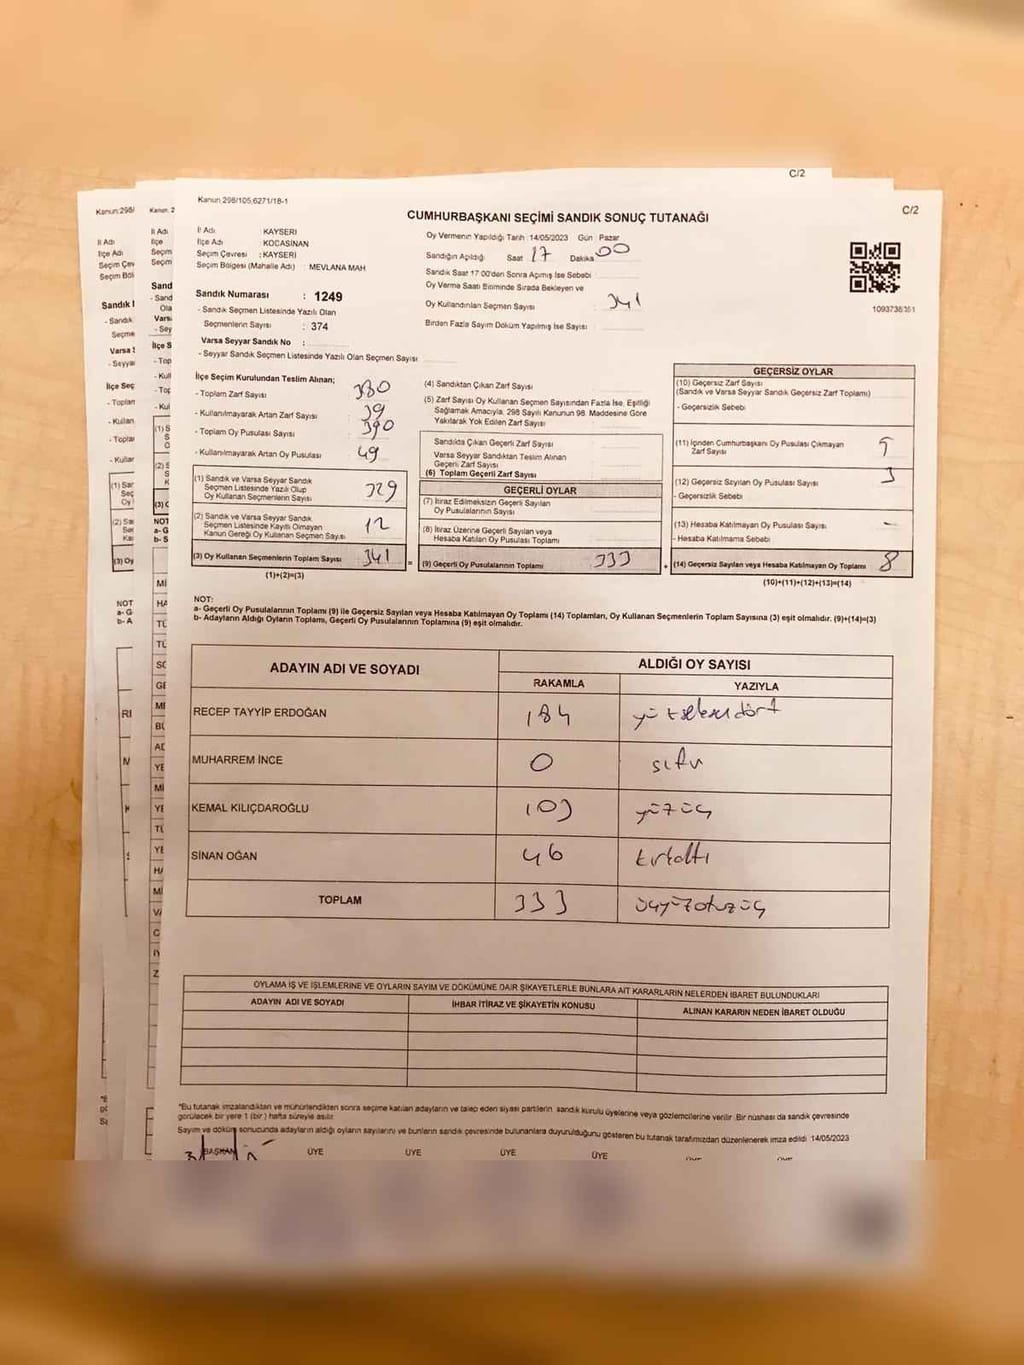 C/2
Kanun:298/
Kanun: 2
Kanun 298/105,6271/18-1
CUMHURBAŞKANI SEÇİMİ SANDIK SONUÇ TUTANAĞI
C/2
İl Adı : KAYSERİ
İlçe Adı : KOCASİNAN
Seçim Çevresi : KAYSERİ
Seçim Bölgesi (Mahalle Adı) : MEVLANA MAH
Oy Vermenin Yapıldığı Tarih :14/05/2023 Gün : Pazar
Sandığın Açıldığı Saat 17 Dakika 00
Sandık Saat 17:00'den Sonra Açılmış İse Sebebi
Oy Verme Saati Bitiminde Sırada Bekleyen ve
Oy Kullandırılan Seçmen Sayısı : 341
Birden Fazla Sayım Döküm Yapılmış İse Sayısı :
1093736351
Sandık Numarası : 1249
- Sandık Seçmen Listesinde Yazılı Olan
Seçmenlerin Sayısı : 374
Varsa Seyyar Sandık No :
- Seyyar Sandık Seçmen Listesinde Yazılı Olan Seçmen Sayısı :
İlçe Seçim Kurulundan Teslim Alınan;
- Toplam Zarf Sayısı : 380
- Kullanılmayarak Artan Zarf Sayısı : 39
- Toplam Oy Pusulası Sayısı : 390
- Kullanılmayarak Artan Oy Pusulası : 49
(1) Sandık ve Varsa Seyyar Sandık
Seçmen Listesinde Yazılı Olup
Oy Kullanan Seçmenlerin Sayısı 329
(2) Sandık ve Varsa Seyyar Sandık
Seçmen Listesinde Kayıtlı Olmayan
Kanun Gereği Oy Kullanan Seçmen Sayısı 12
(3) Oy Kullanan Seçmenlerin Toplam Sayısı 341
(1)+(2)=(3)
(4) Sandıktan Çıkan Zarf Sayısı
(5) Zarf Sayısı Oy Kullanan Seçmen Sayısından Fazla İse, Eşitliği
Sağlamak Amacıyla, 298 Sayılı Kanunun 98. Maddesine Göre
Yakılarak Yok Edilen Zarf Sayısı
Sandıkta Çıkan Geçerli Zarf Sayısı
Varsa Seyyar Sandıktan Teslim Alınan
Geçerli Zarf Sayısı
(6) Toplam Geçerli Zarf Sayısı
GEÇERLİ OYLAR
(7) İtiraz Edilmeksizin Geçerli Sayılan
Oy Pusulalarının Sayısı
(8) İtiraz Üzerine Geçerli Sayılan veya
Hesaba Katılan Oy Pusulası Toplamı
= (9) Geçerli Oy Pusulalarının Toplamı 333
GEÇERSİZ OYLAR
(10) Geçersiz Zarf Sayısı
(Sandık ve Varsa Seyyar Sandık Geçersiz Zarf Toplamı)
- Geçersizlik Sebebi
(11) İçinden Cumhurbaşkanı Oy Pusulası Çıkmayan
Zarf Sayısı 5
(12) Geçersiz Sayılan Oy Pusulası Sayısı 3
- Geçersizlik Sebebi
(13) Hesaba Katılmayan Oy Pusulası Sayısı -
- Hesaba Katılmama Sebebi
+ (14) Geçersiz Sayılan veya Hesaba Katılmayan Oy Toplamı 8
(10)+(11)+(12)+(13)=(14)
NOT:
a- Geçerli Oy Pusulalarının Toplamı (9) ile Geçersiz Sayılan veya Hesaba Katılmayan Oy Toplamı (14) Toplamları, Oy Kullanan Seçmenlerin Toplam Sayısına (3) eşit olmalıdır. (9)+(14)=(3)
b- Adayların Aldığı Oyların Toplamı, Geçerli Oy Pusulalarının Toplamına (9) eşit olmalıdır.
ADAYIN ADI VE SOYADI ALDIĞI OY SAYISI
RAKAMLA YAZIYLA
RECEP TAYYİP ERDOĞAN 184 yüzseksendört
MUHARREM İNCE 0 sıfır
KEMAL KILIÇDAROĞLU 103 yüzüç
SİNAN OĞAN 46 kırkaltı
TOPLAM 333 üçyüzotuzüç
OYLAMA İŞ VE İŞLEMLERİNE VE OYLARIN SAYIM VE DÖKÜMÜNE DAİR ŞİKAYETLERLE BUNLARA AİT KARARLARIN NELERDEN İBARET BULUNDUKLARI
ADAYIN ADI VE SOYADI İHBAR İTİRAZ VE ŞİKAYETİN KONUSU ALINAN KARARIN NEDEN İBARET OLDUĞU
*Bu tutanak imzalandıktan ve mühürlendikten sonra seçime katılan adayların ve talep eden siyasi partilerin sandık kurulu üyelerine veya gözlemcilerine verilir. Bir nüshası da sandık çevresinde
görülecek bir yere 1 (bir) hafta süreyle asılır.
Sayım ve döküm sonucunda adayların aldığı oyların sayılarını ve bunların sandık çevresinde bulunanlara duyurulduğunu gösteren bu tutanak tarafımızdan düzenlenerek imza edildi. 14/05/2023
BAŞKAN ÜYE ÜYE ÜYE ÜYE